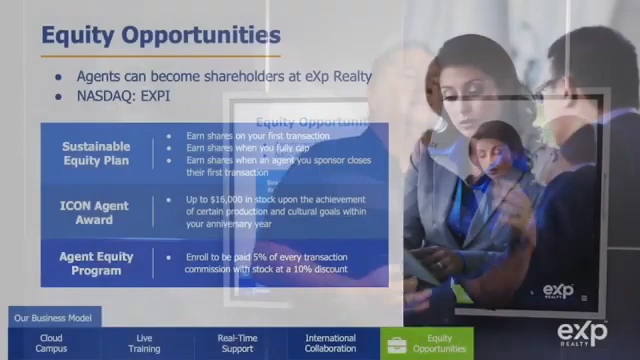 Equity Opportunities
• Agents can become shareholders at eXp Realty
• NASDAQ: EXPI
Equity Opportuni
Sustainable
Equity Plan
• Earn shares on your first transaction
• Earn shares when you fully cap
• Earn shares when an agent you sponsor closes
their first transaction
ICON Agent
Award
• Up to $16,000 in stock upon the achievement
of certain production and cultural goals within
your anniversary year
Agent Equity
Program
• Enroll to be paid 5% of every transaction
commission with stock at a 10% discount
exp
REALTY
Our Business Model
Cloud
Campus
Live
Training
Real-Time
Support
International
Collaboration
Equity
Opportunities
exp
REALTY